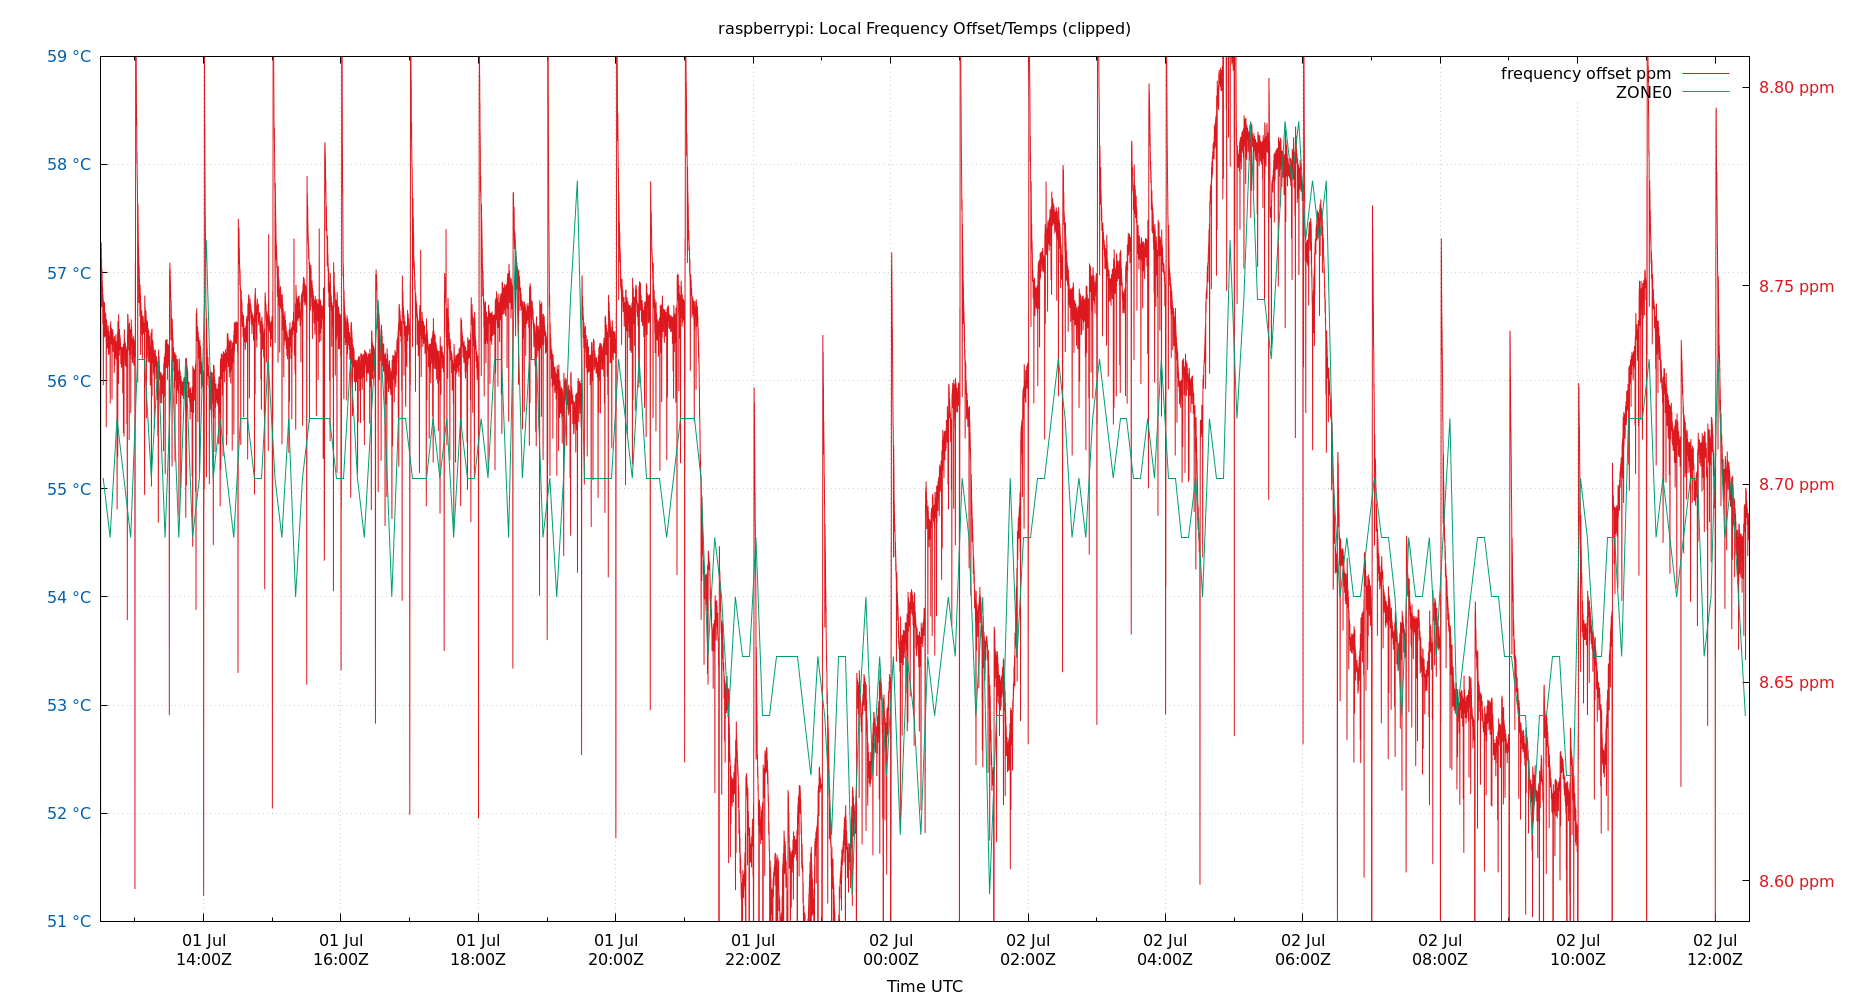 raspberrypi: Local Frequency Offset/Temps (clipped)
59 °C
58 °C
57 °C
56 °C
55 °C
54 °C
53 °C
52 °C
51 °C
frequency offset ppm
ZONE0
8.80 ppm
8.75 ppm
8.70 ppm
8.65 ppm
8.60 ppm
01 Jul
14:00Z
01 Jul
16:00Z
01 Jul
18:00Z
01 Jul
20:00Z
01 Jul
22:00Z
02 Jul
00:00Z
02 Jul
02:00Z
02 Jul
04:00Z
02 Jul
06:00Z
02 Jul
08:00Z
02 Jul
10:00Z
02 Jul
12:00Z
Time UTC